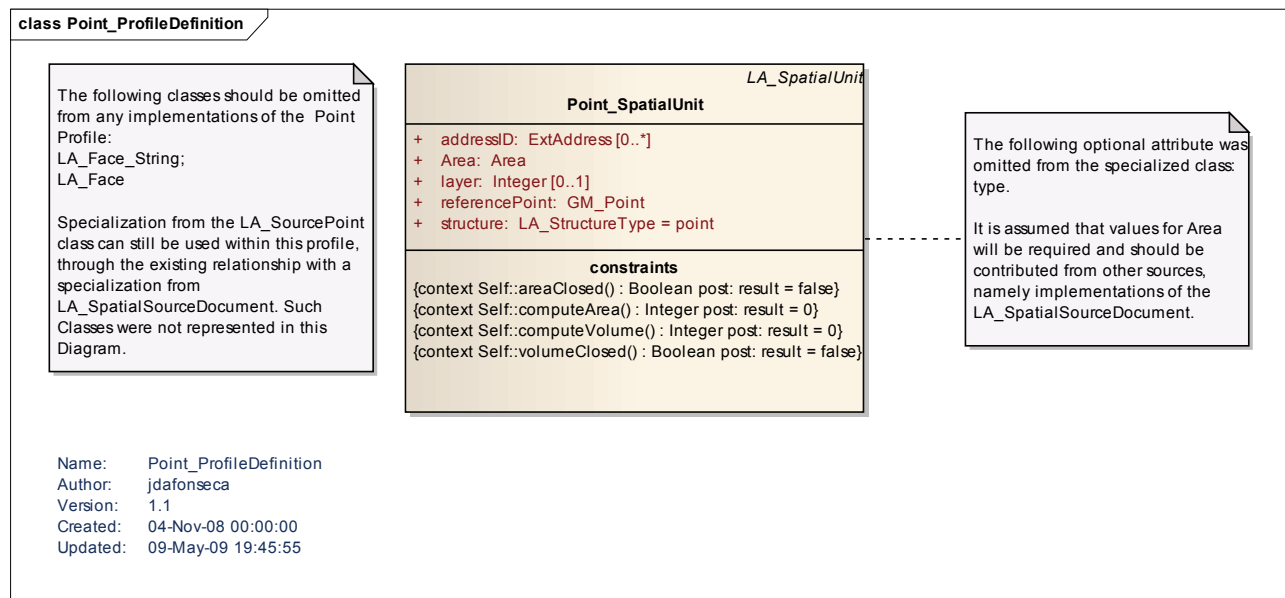 class Point_ProfileDefinition
The following classes should be omitted
from any implementations of the Point
Profile:
LA_Face_String;
LA_Face
Specialization from the LA_SourcePoint
class can still be used within this profile,
through the existing relationship with a
specialization from
LA_SpatialSourceDocument. Such
Classes were not represented in this
Diagram.
LA_SpatialUnit
Point_SpatialUnit
+ addressID: ExtAddress [0..*]
+ Area: Area
+ layer: Integer [0..1]
+ referencePoint: GM_Point
+ structure: LA_StructureType = point
constraints
{context Self::areaClosed() : Boolean post: result = false}
{context Self::computeArea() : Integer post: result = 0}
{context Self::computeVolume() : Integer post: result = 0}
{context Self::volumeClosed() : Boolean post: result = false}
The following optional attribute was
omitted from the specialized class:
type.
It is assumed that values for Area
will be required and should be
contributed from other sources,
namely implementations of the
LA_SpatialSourceDocument.
Name: Point_ProfileDefinition
Author: jdafonseca
Version: 1.1
Created: 04-Nov-08 00:00:00
Updated: 09-May-09 19:45:55